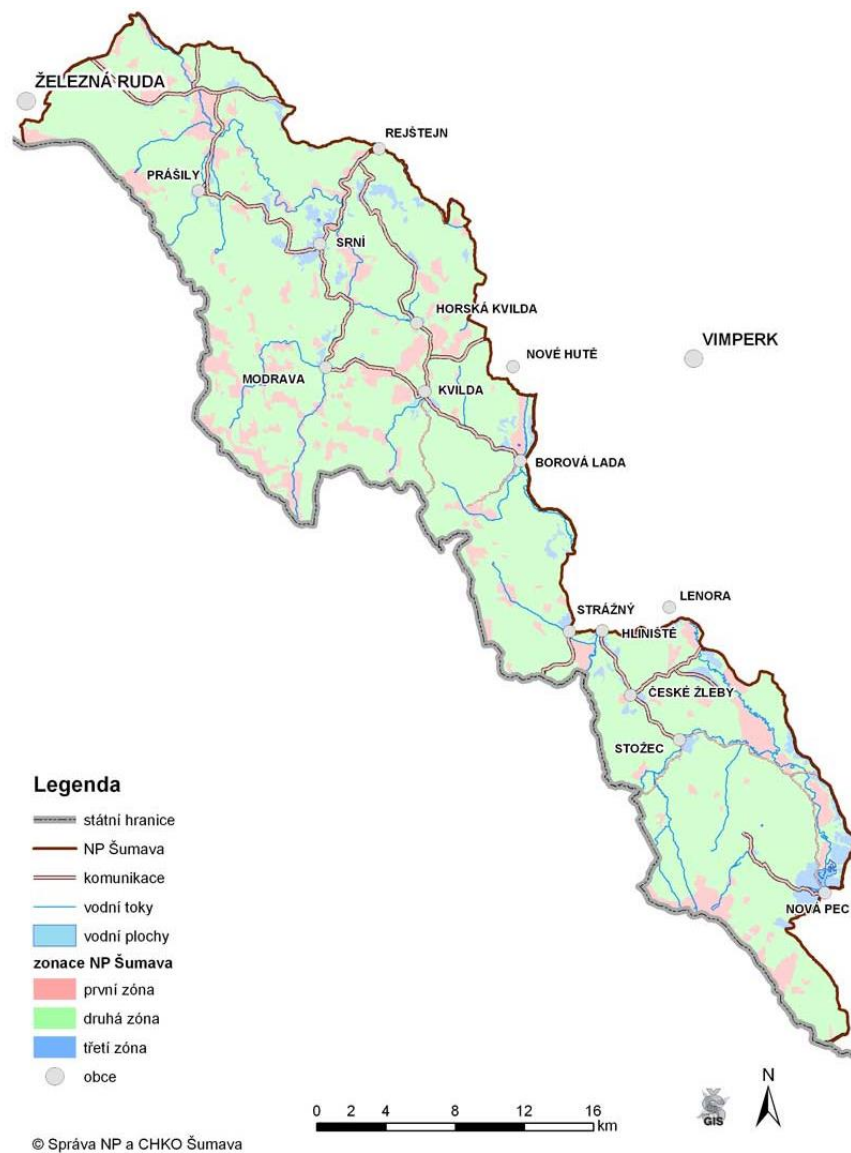 ŽELEZNÁ RUDA
REJŠTEJN
PRÁŠILY
SRNÍ
HORSKÁ KVILDA
VIMPERK
NOVÉ HUTĚ
MODRAVA
KVILDA
BOROVÁ LADA
LENORA
STRÁŽNÝ
HLINIŠTĚ
ČESKÉ ŽLEBY
STOŽEC
NOVÁ PEC
Legenda
státní hranice
NP Šumava
komunikace
vodní toky
vodní plochy
zonace NP Šumava
první zóna
druhá zóna
třetí zóna
obce
0 2 4 8 12 16
km
GIS
N
© Správa NP a CHKO Šumava